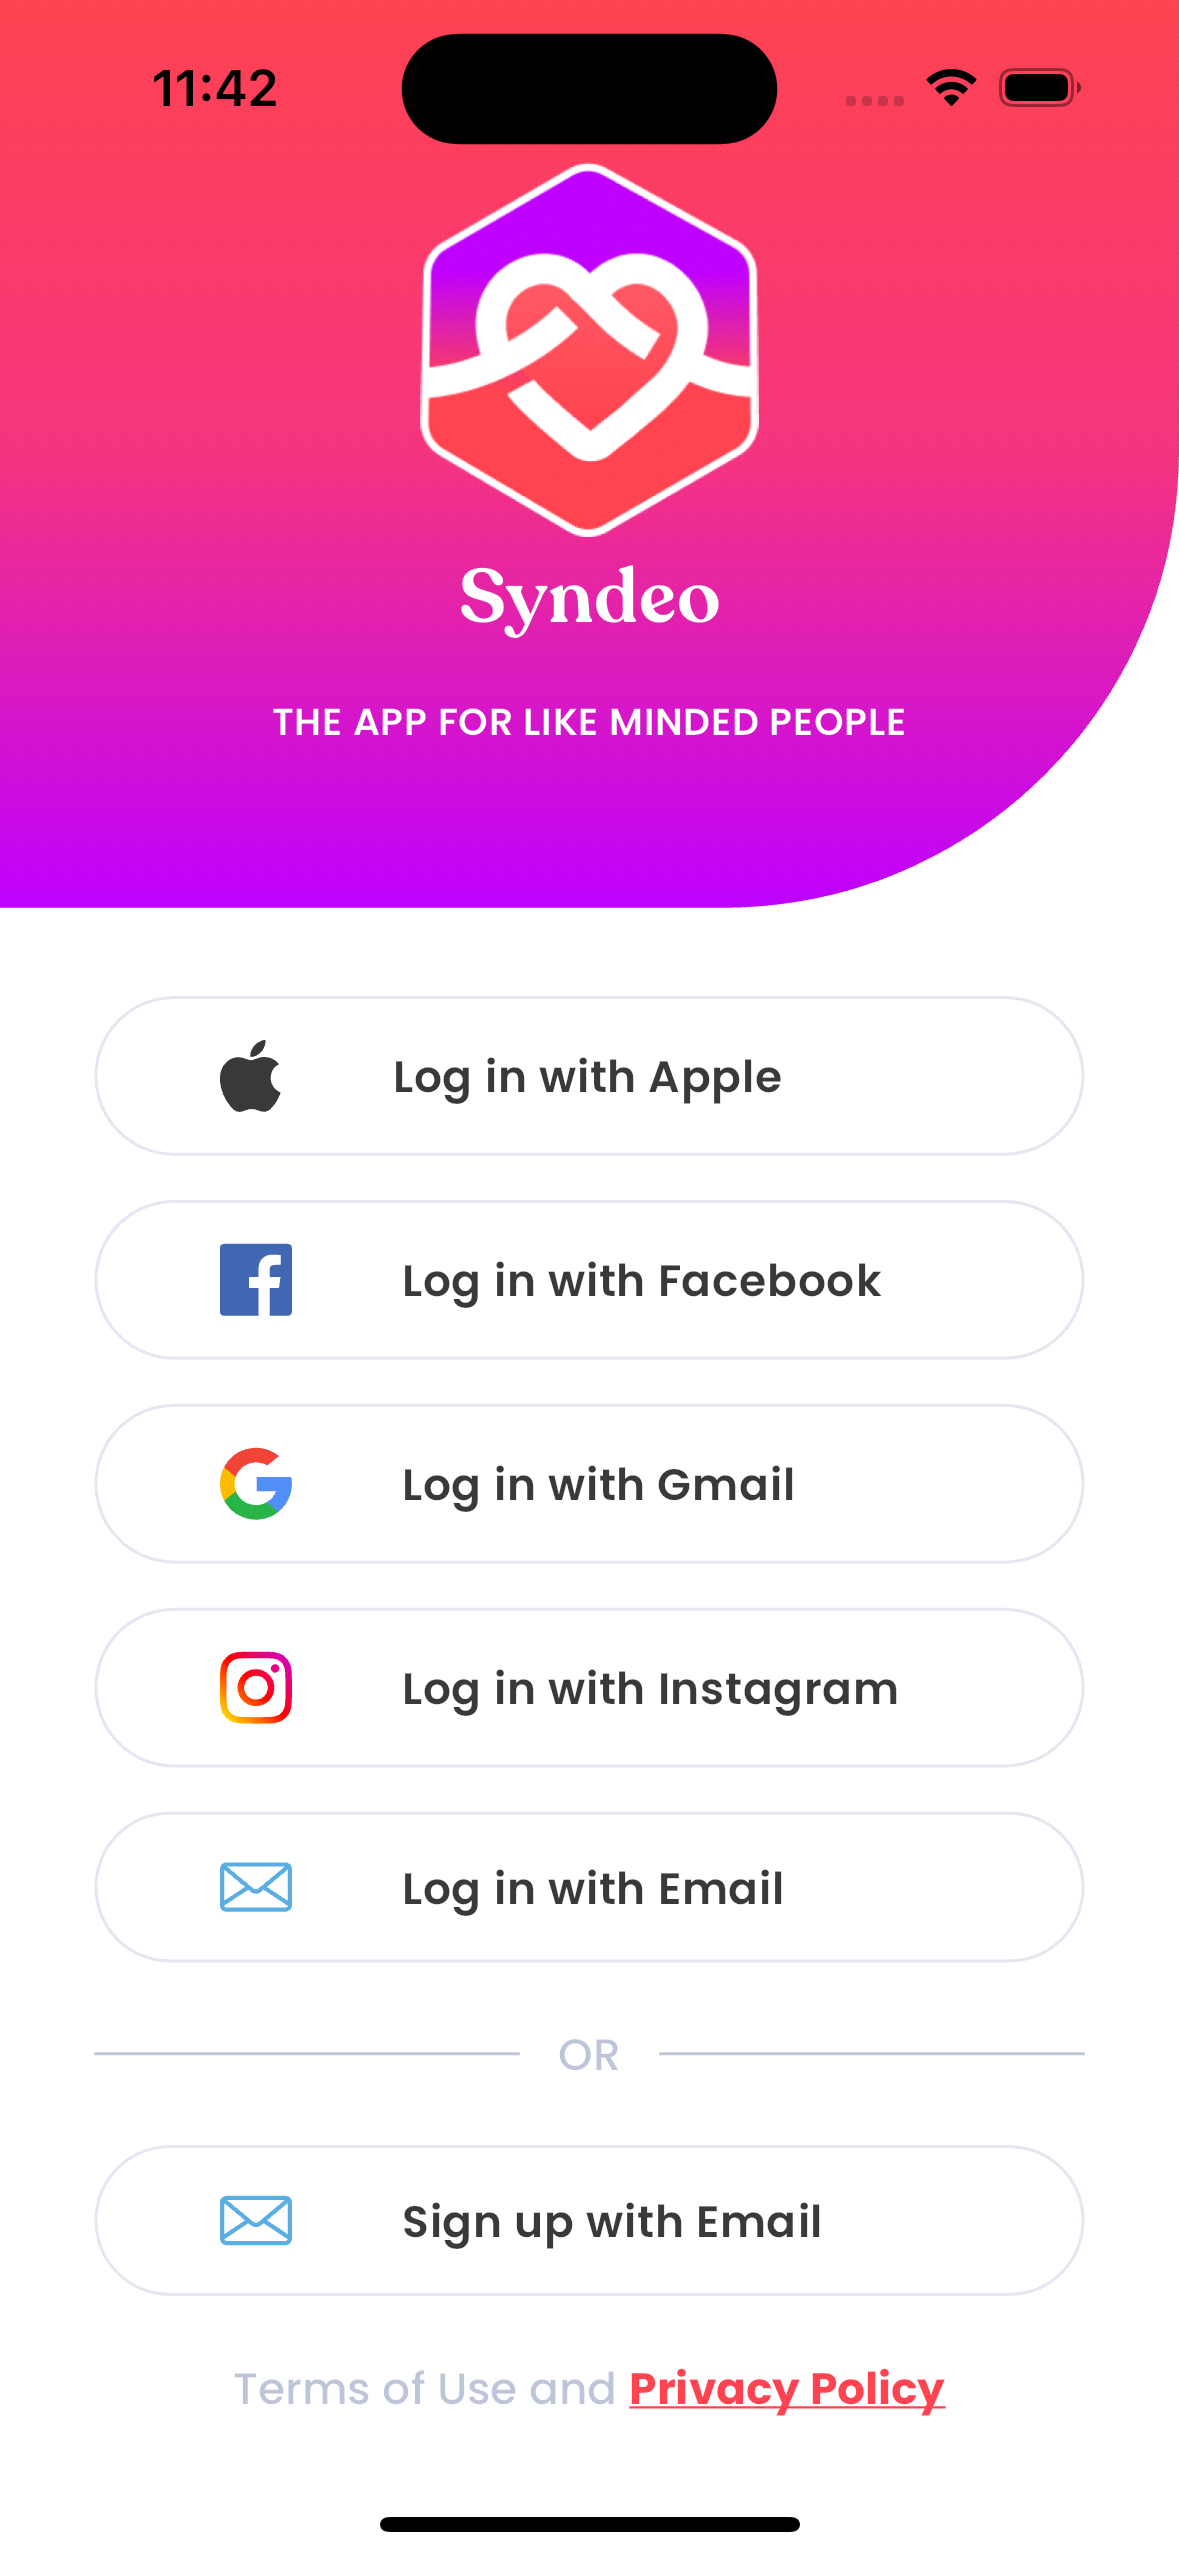 11:42
Syndeo
THE APP FOR LIKE MINDED PEOPLE
Log in with Apple
Log in with Facebook
Log in with Gmail
Log in with Instagram
Log in with Email
OR
Sign up with Email
Terms of Use and Privacy Policy